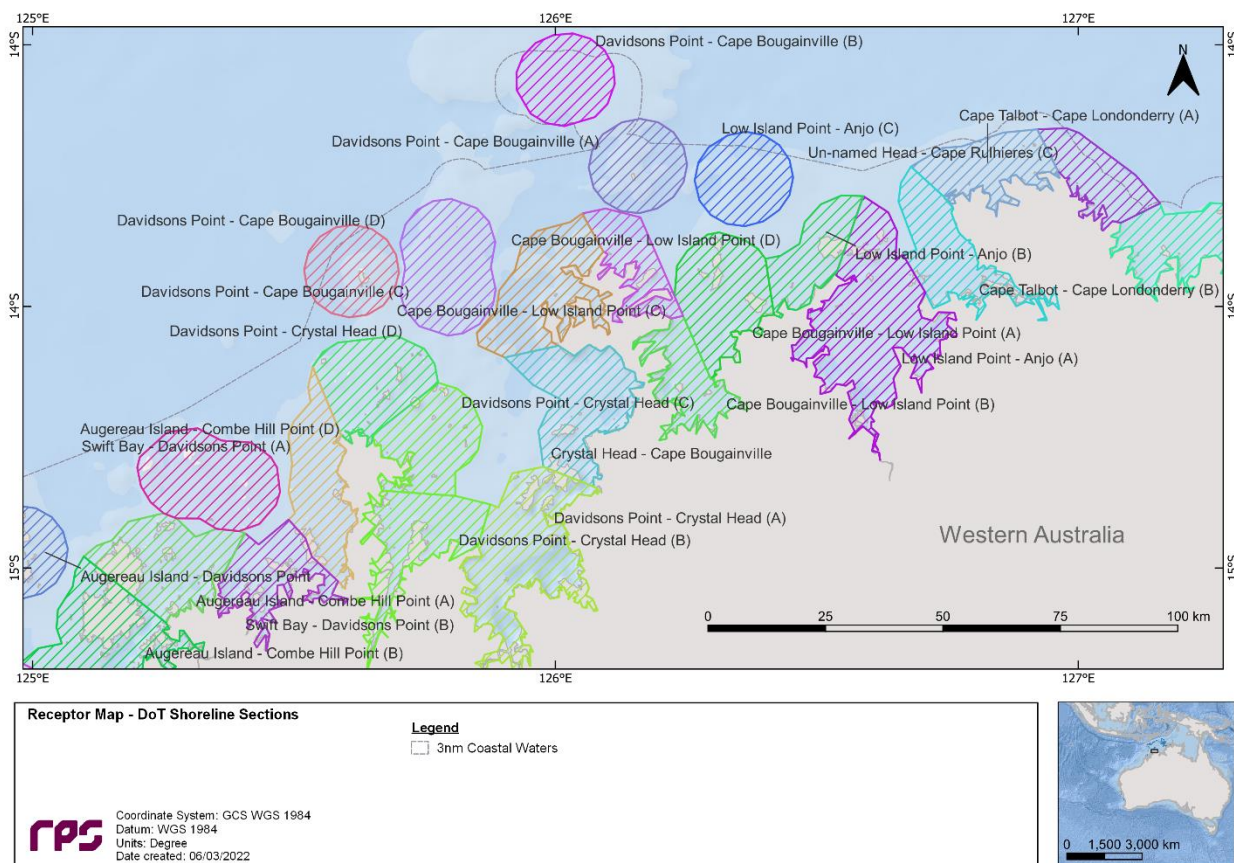 125°E
126°E
127°E
14°S
14°S
Davidsons Point - Cape Bougainville (B)
N
Cape Talbot - Cape Londonderry (A)
Davidsons Point - Cape Bougainville (A)
Low Island Point - Anjo (C)
Un-named Head - Cape Rulhieres (C)
Davidsons Point - Cape Bougainville (D)
Cape Bougainville - Low Island Point (D)
Low Island Point - Anjo (B)
Davidsons Point - Cape Bougainville (C)
Cape Talbot - Cape Londonderry (B)
14°S
14°S
Cape Bougainville - Low Island Point (C)
Davidsons Point - Crystal Head (D)
Cape Bougainville - Low Island Point (A)
Low Island Point - Anjo (A)
Davidsons Point - Crystal Head (C)
Cape Bougainville - Low Island Point (B)
Augereau Island - Combe Hill Point (D)
Swift Bay - Davidsons Point (A)
Crystal Head - Cape Bougainville
Davidsons Point - Crystal Head (A)
Western Australia
Davidsons Point - Crystal Head (B)
15°S
15°S
Augereau Island - Davidsons Point
Augereau Island - Combe Hill Point (A)
0 25 50 75 100 km
Swift Bay - Davidsons Point (B)
Augereau Island - Combe Hill Point (B)
125°E
126°E
127°E
Receptor Map - DoT Shoreline Sections
Legend
3nm Coastal Waters
rps
Coordinate System: GCS WGS 1984
Datum: WGS 1984
Units: Degree
Date created: 06/03/2022
0 1,500 3,000 km